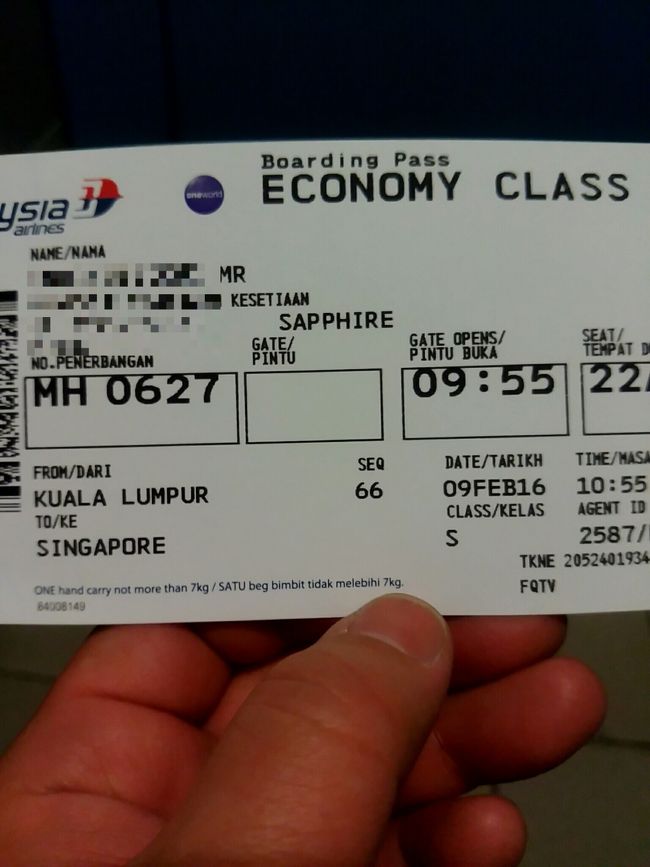 Boarding Pass
ECONOMY CLASS
ysia
airlines
oneworld
NAME/NAMA
MR
KESETIAAN
SAPPHIRE
NO.PENERBANGAN
GATE/
PINTU
GATE OPENS/
PINTU BUKA
SEAT/
TEMPAT D
MH 0627
09:55
22
FROM/DARI
SEQ
DATE/TARIKH
TIME/MASA
KUALA LUMPUR
66
09FEB16
10:55
TO/KE
CLASS/KELAS
AGENT ID
SINGAPORE
S
2587/
TKNE 2052401934
ONE hand carry not more than 7kg / SATU beg bimbit tidak melebihi 7kg.
FQTV
84008149